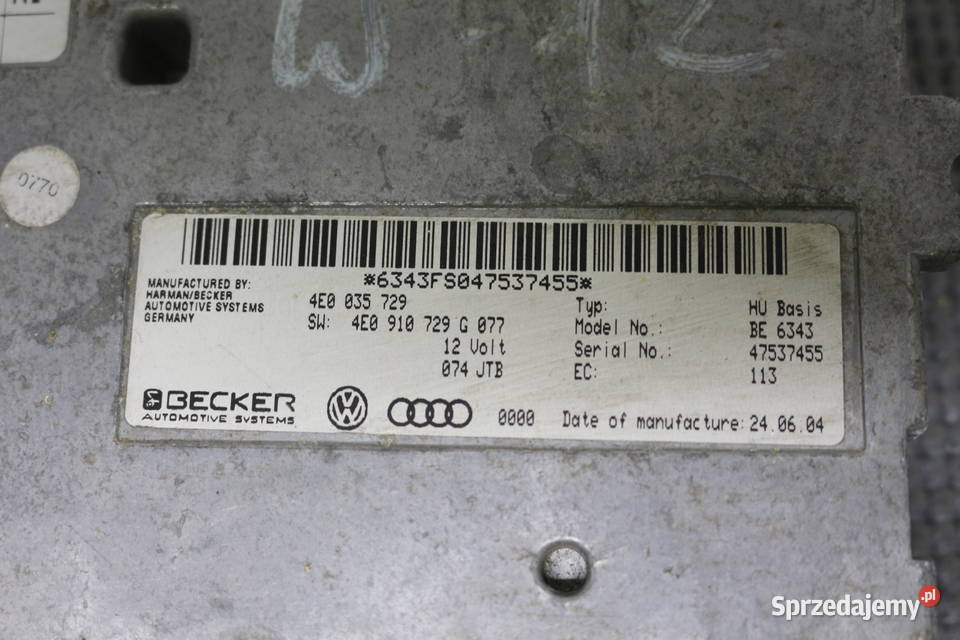 W-12
0770
*6343FS047537455*
MANUFACTURED BY:
HARMAN/BECKER
AUTOMOTIVE SYSTEMS
GERMANY
4E0 035 729
SW: 4E0 910 729 G 077
12 Volt
074 JTB
Typ: HU Basis
Model No.: BE 6343
Serial No.: 47537455
EC: 113
BECKER
AUTOMOTIVE SYSTEMS
0000
Date of manufacture: 24.06.04
Sprzedajemy.pl